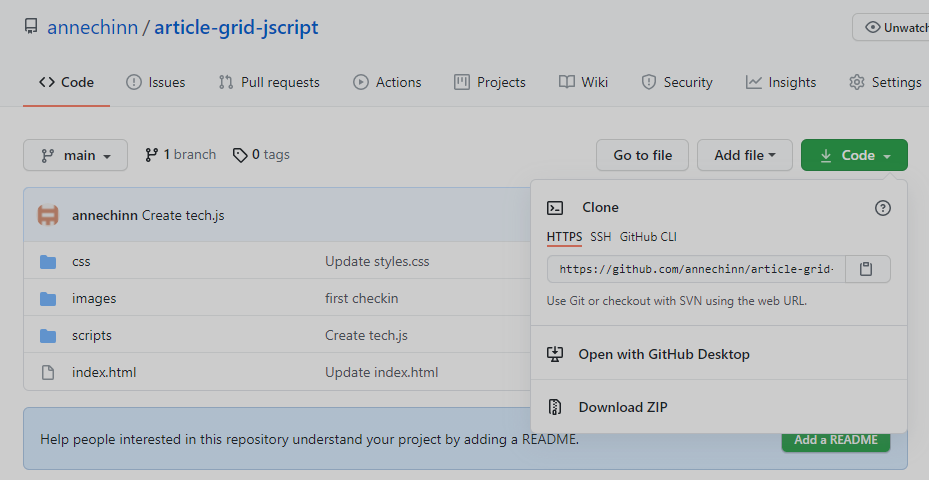 annechinn / article-grid-jscript
Code Issues Pull requests Actions Projects Wiki Security Insights Settings
main 1 branch 0 tags Go to file Add file Code
annechinn Create tech.js
css Update styles.css
images first checkin
scripts Create tech.js
index.html Update index.html
Clone
HTTPS SSH GitHub CLI
https://github.com/annechinn/article-grid-
Use Git or checkout with SVN using the web URL.
Open with GitHub Desktop
Download ZIP
Help people interested in this repository understand your project by adding a README.
Add a README